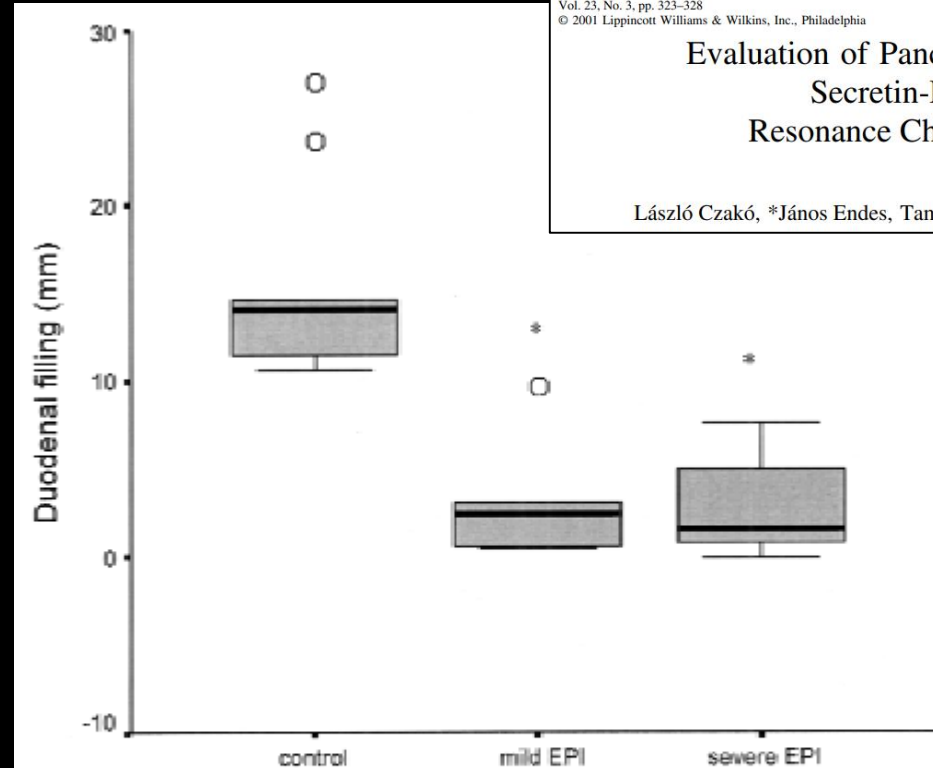 Vol. 23, No. 3, pp. 323–328
© 2001 Lippincott Williams & Wilkins, Inc., Philadelphia
Evaluation of Panc
Secretin-
Resonance Ch
László Czakó, *János Endes, Tam
Duodenal filling (mm)
30
20
10
0
-10
control
mild EPI
severe EPI